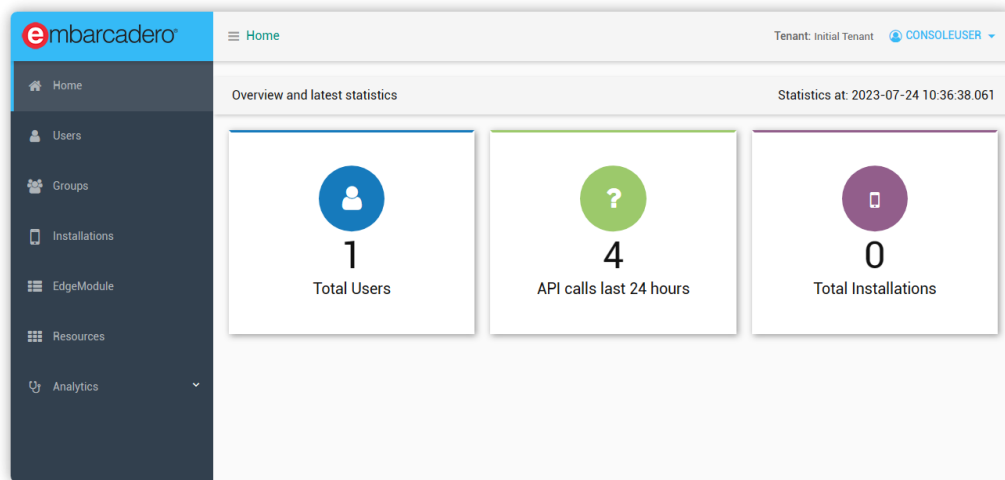 embarcadero®
Home
Tenant: Initial Tenant
CONSOLEUSER
Home
Users
Groups
Installations
EdgeModule
Resources
Analytics
Overview and latest statistics
Statistics at: 2023-07-24 10:36:38.061
1
Total Users
?
4
API calls last 24 hours
0
Total Installations